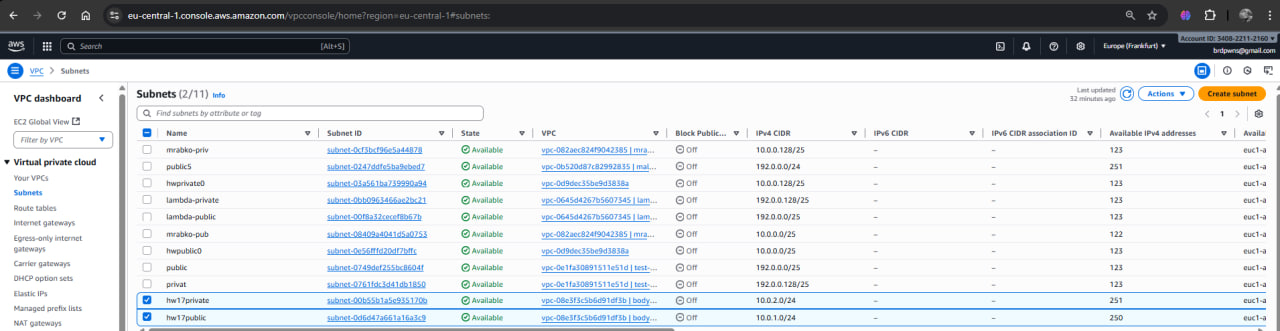 eu-central-1.console.aws.amazon.com/vpcconsole/home?region=eu-central-1#subnets:
aws Search [Alt+S] Europe (Frankfurt) Account ID: 3408-2211-2160
brdpwns@gmail.com
VPC > Subnets
VPC dashboard
EC2 Global View
Filter by VPC
Virtual private cloud
Your VPCs
Subnets
Route tables
Internet gateways
Egress-only internet
gateways
Carrier gateways
DHCP option sets
Elastic IPs
Managed prefix lists
NAT gateways
Subnets (2/11) Info
Last updated
32 minutes ago
Actions
Create subnet
Find subnets by attribute or tag
1
Name Subnet ID State VPC Block Public... IPv4 CIDR IPv6 CIDR IPv6 CIDR association ID Available IPv4 addresses Availal
mrabko-priv subnet-0cf3bcf96e5a44878 Available vpc-082aec824f9042385 | mra... Off 10.0.0.128/25 – – 123 euc1-a
public5 subnet-0247ddfe5ba9ebed7 Available vpc-0b520d87c82992835 | mal... Off 192.0.0.0/24 – – 251 euc1-a
hwprivate0 subnet-03a561ba739990a94 Available vpc-0d9dec35be9d3838a Off 10.0.0.128/25 – – 123 euc1-a
lambda-private subnet-0bb0963466ae2bc21 Available vpc-0645d4267b5607345 | lam... Off 192.0.0.128/25 – – 123 euc1-a
lambda-public subnet-00f8a32cecef8b67b Available vpc-0645d4267b5607345 | lam... Off 192.0.0.0/25 – – 123 euc1-a
mrabko-pub subnet-08409a4041d5a0753 Available vpc-082aec824f9042385 | mra... Off 10.0.0.0/25 – – 122 euc1-a
hwpublic0 subnet-0e56fffd20df7bffc Available vpc-0d9dec35be9d3838a Off 10.0.0.0/25 – – 123 euc1-a
public subnet-0749def255bc8604f Available vpc-0e1fa30891511e51d | test-... Off 192.0.0.0/25 – – 123 euc1-a
privat subnet-0761fdc3d41db1850 Available vpc-0e1fa30891511e51d | test-... Off 192.0.0.128/25 – – 123 euc1-a
hw17private subnet-00b55b1a5e935170b Available vpc-08e3f3c5b6d91df3b | body... Off 10.0.2.0/24 – – 251 euc1-a
hw17public subnet-0d6d47a661a16a3c9 Available vpc-08e3f3c5b6d91df3b | body... Off 10.0.1.0/24 – – 250 euc1-a